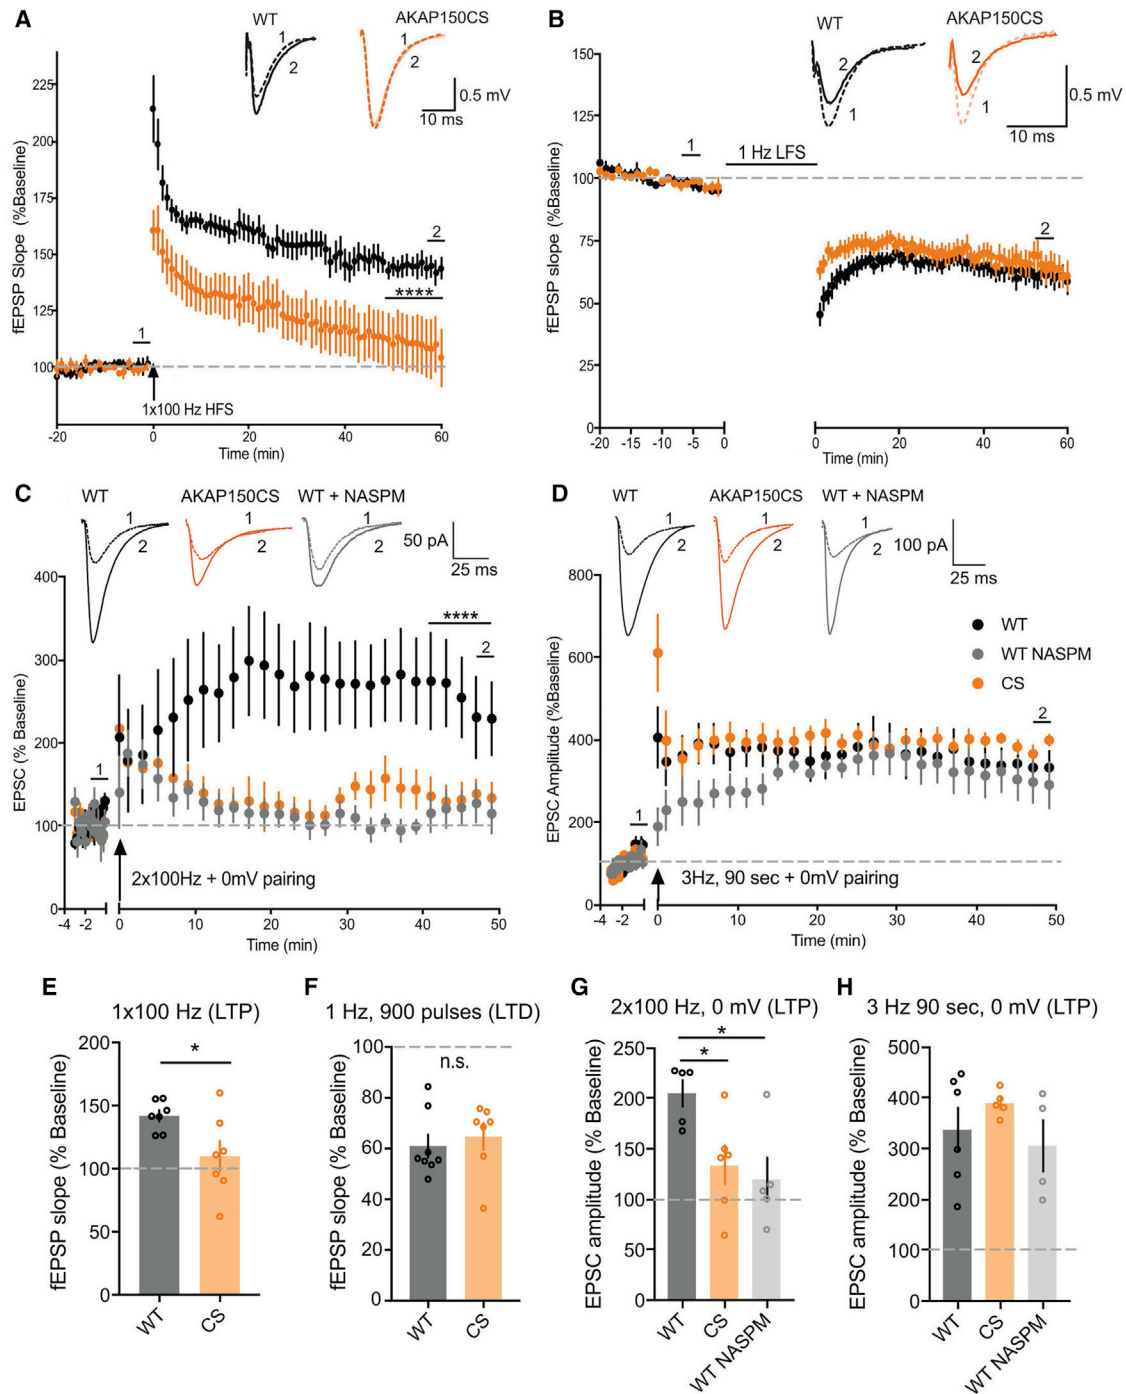 A
WT
AKAP150CS
1
2
1
2
0.5 mV
10 ms
fEPSP Slope (%Baseline)
225
200
175
150
125
100
2
****
1
1x100 Hz HFS
-20
0
20
40
60
Time (min)
B
WT
AKAP150CS
2
1
2
1
0.5 mV
10 ms
fEPSP slope (%Baseline)
150
125
100
75
50
25
0
1
1 Hz LFS
2
-20
-15
-10
-5
0
0
20
40
60
Time (min)
C
WT
AKAP150CS
WT + NASPM
1
2
1
2
1
2
50 pA
25 ms
EPSC (% Baseline)
400
300
200
100
0
****
2
1
2x100Hz + 0mV pairing
-4
-2
0
10
20
30
40
50
Time (min)
D
WT
AKAP150CS
WT + NASPM
1
2
1
2
1
2
100 pA
25 ms
WT
WT NASPM
CS
EPSC Amplitude (%Baseline)
800
600
400
200
0
2
1
3Hz, 90 sec + 0mV pairing
-4
-2
0
10
20
30
40
50
Time (min)
E
1x100 Hz (LTP)
fEPSP slope (% Baseline)
200
150
100
50
0
*
WT
CS
F
1 Hz, 900 pulses (LTD)
fEPSP slope (% Baseline)
100
80
60
40
20
0
n.s.
WT
CS
G
2x100 Hz, 0 mV (LTP)
EPSC amplitude (% Baseline)
250
200
150
100
50
0
*
*
WT
CS
WT NASPM
H
3 Hz 90 sec, 0 mV (LTP)
EPSC amplitude (% Baseline)
500
400
300
200
100
0
WT
CS
WT NASPM